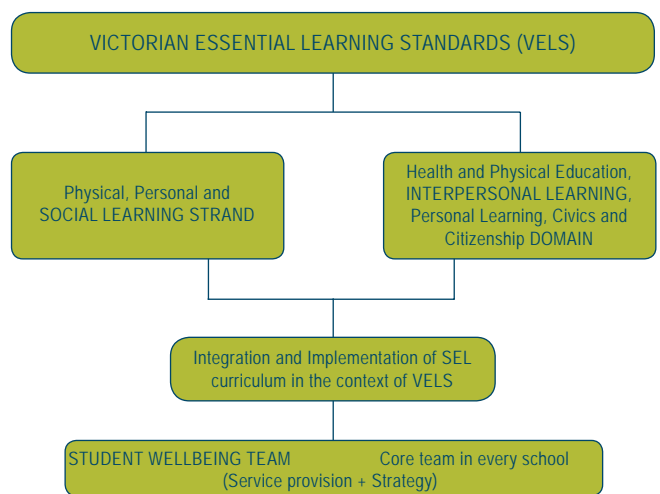 VICTORIAN ESSENTIAL LEARNING STANDARDS (VELS)
Physical, Personal and
SOCIAL LEARNING STRAND
Health and Physical Education,
INTERPERSONAL LEARNING,
Personal Learning, Civics and
Citizenship DOMAIN
Integration and Implementation of SEL
curriculum in the context of VELS
STUDENT WELLBEING TEAM Core team in every school
(Service provision + Strategy)